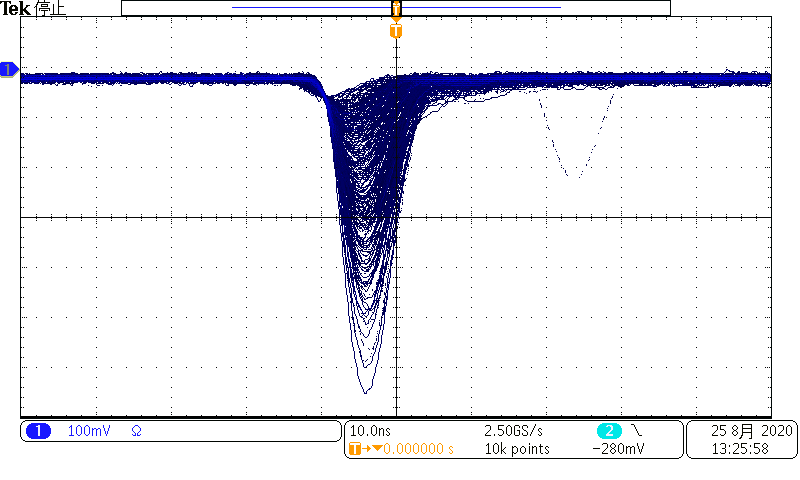 Tek 停止
T
T
1
1 100mV Ω 10.0ns 2.50GS/s 2 25 8月 2020
T→▼0.000000 s 10k points −280mV 13:25:58